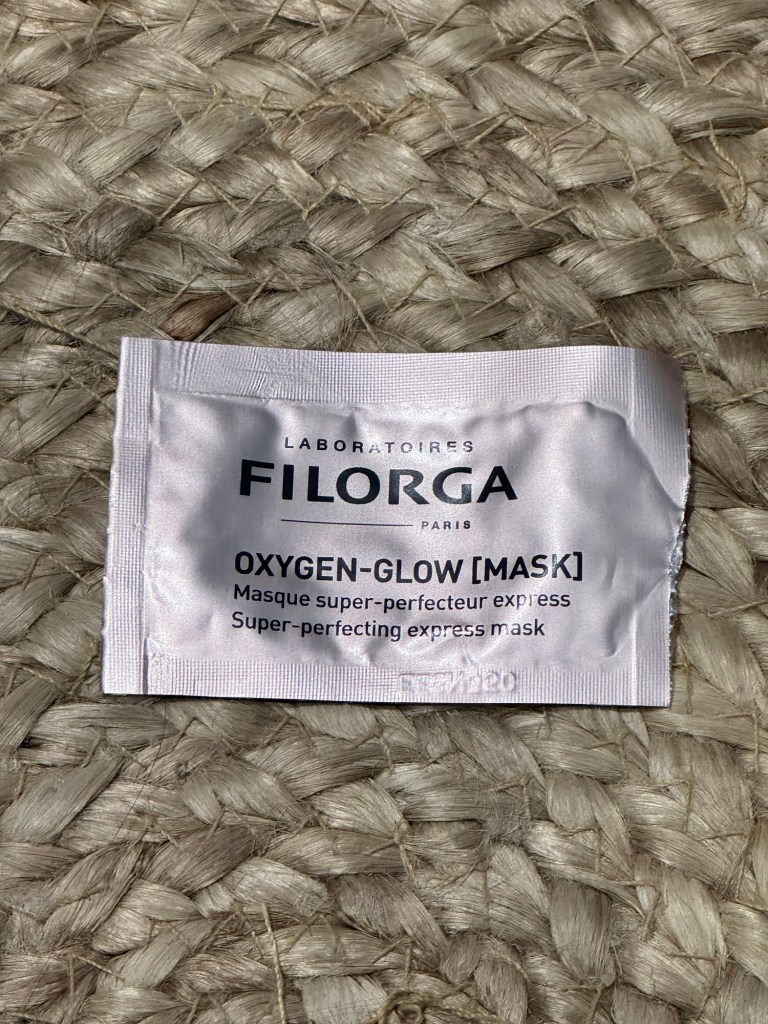 LABORATOIRES
FILORGA
PARIS
OXYGEN-GLOW [MASK]
Masque super-perfecteur express
Super-perfecting express mask